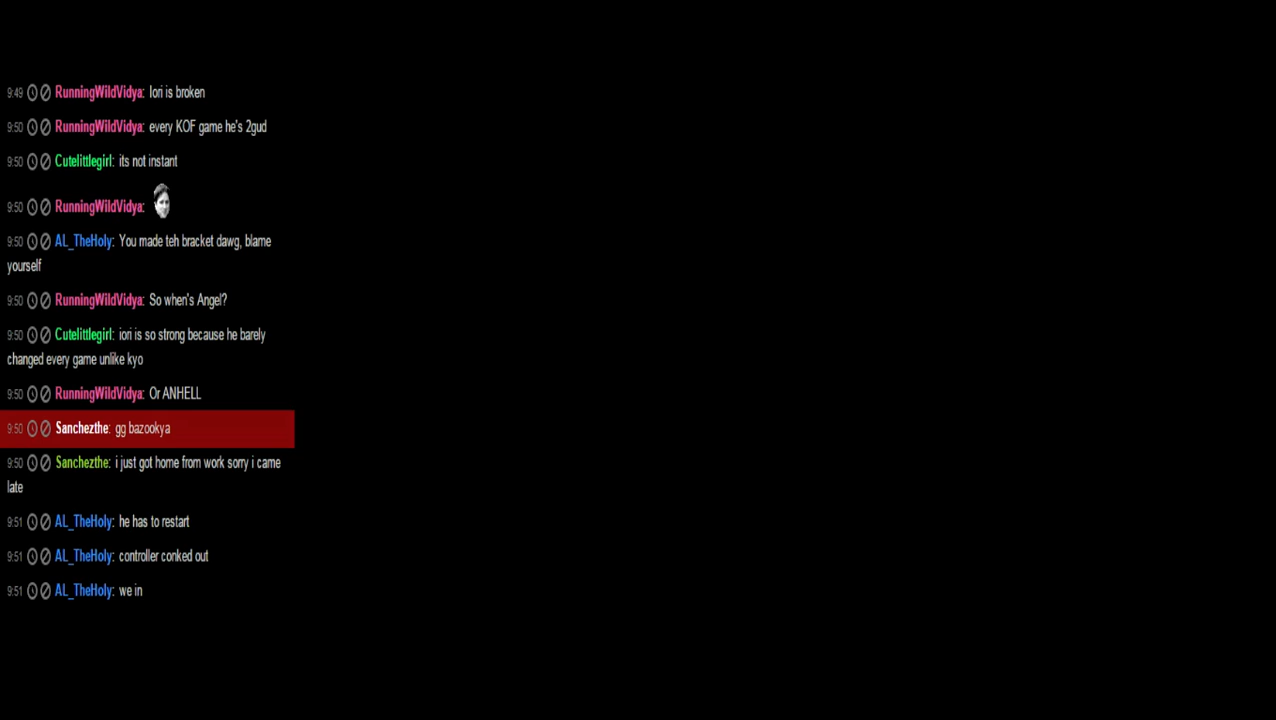 9:49 RunningWildVidya: Iori is broken
9:50 RunningWildVidya: every KOF game he's 2gud
9:50 Cutelittlegirl: its not instant
9:50 RunningWildVidya:
9:50 AL_TheHoly: You made teh bracket dawg, blame
yourself
9:50 RunningWildVidya: So when's Angel?
9:50 Cutelittlegirl: iori is so strong because he barely
changed every game unlike kyo
9:50 RunningWildVidya: Or ANHELL
9:50 Sanchezthe: gg bazookya
9:50 Sanchezthe: i just got home from work sorry i came
late
9:51 AL_TheHoly: he has to restart
9:51 AL_TheHoly: controller conked out
9:51 AL_TheHoly: we in